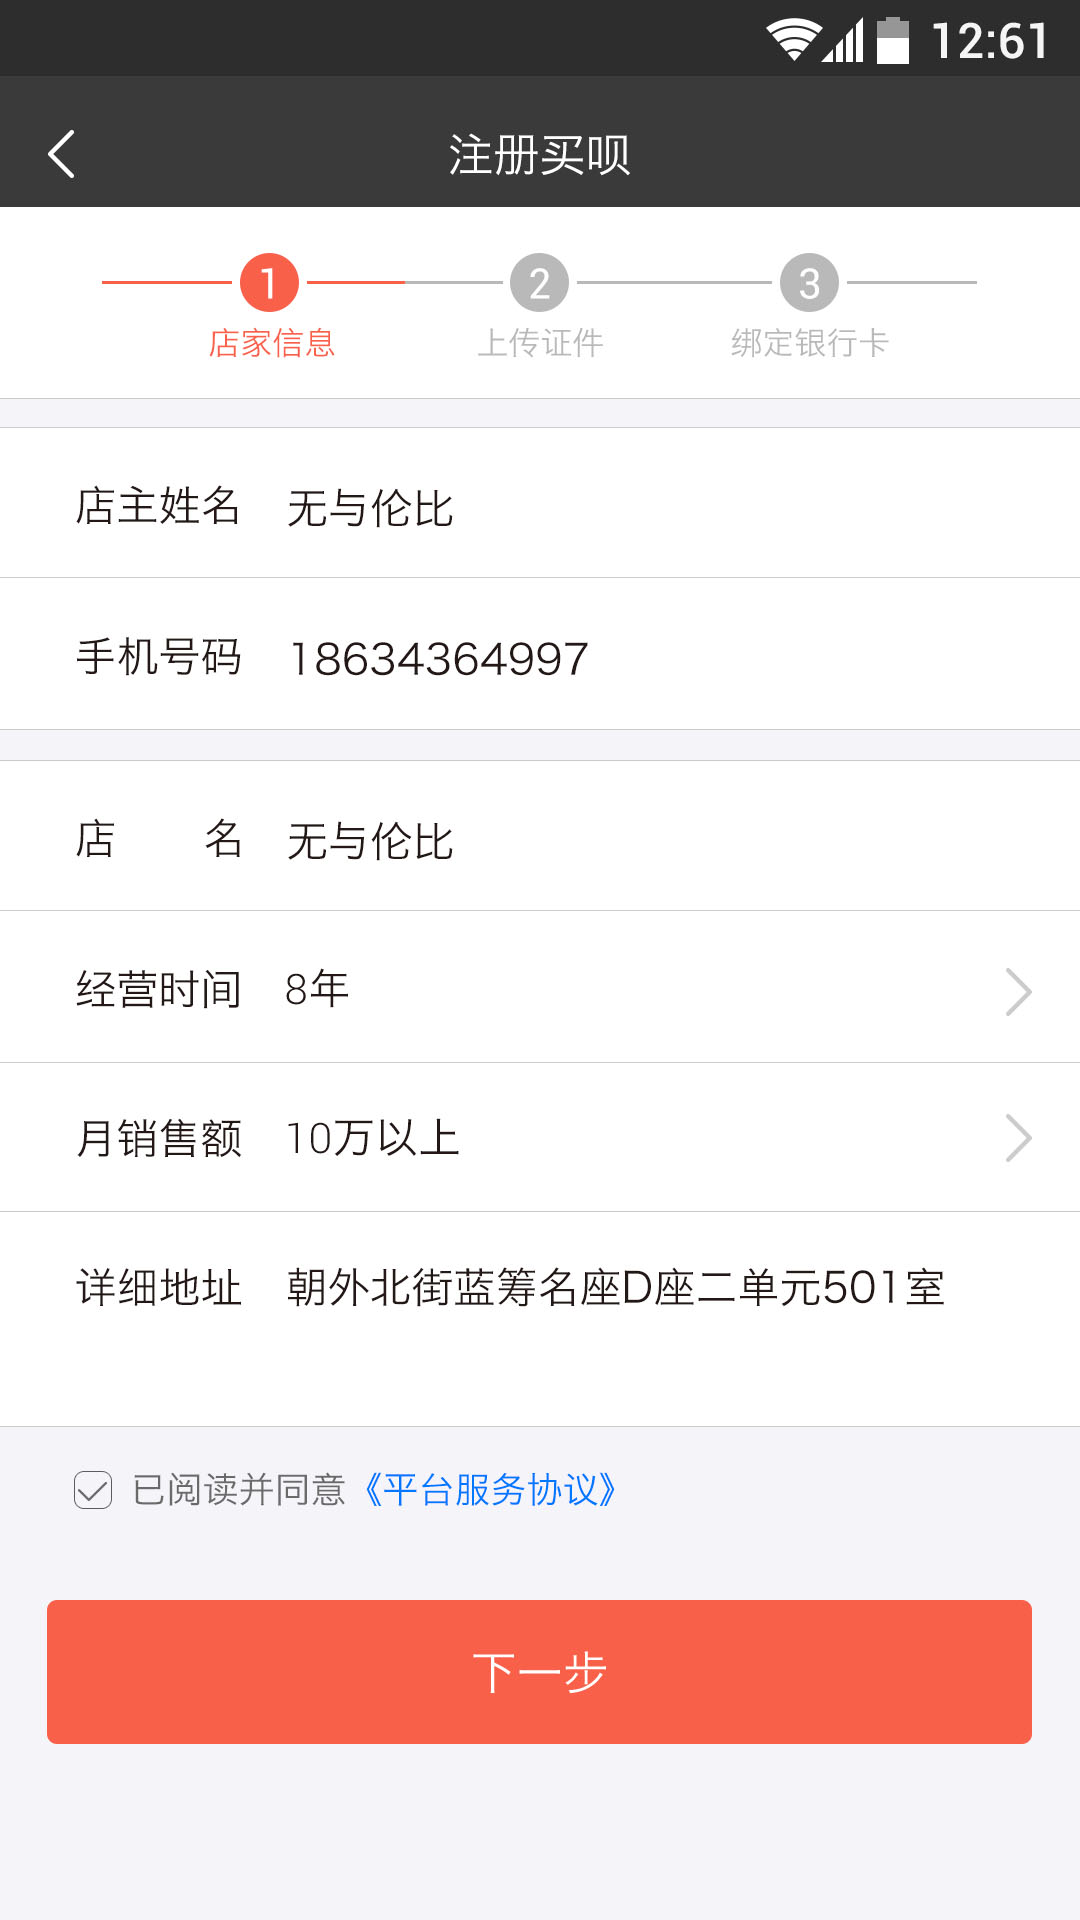 12:61
注册买呗
1 2 3
店家信息 上传证件 绑定银行卡
店主姓名 无与伦比
手机号码 18634364997
店 名 无与伦比
经营时间 8年
月销售额 10万以上
详细地址 朝外北街蓝筹名座D座二单元501室
已阅读并同意《平台服务协议》
下一步